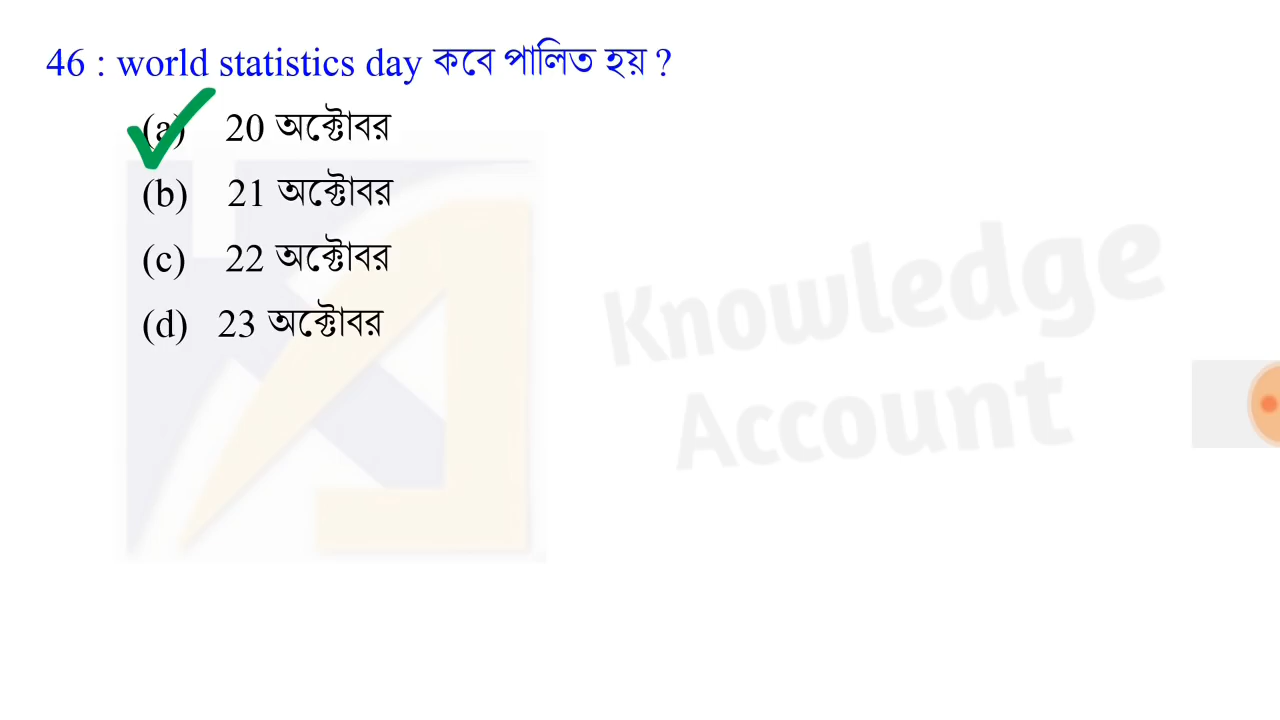 46 : world statistics day কবে পালিত হয় ?
(a) 20 অক্টোবর
(b) 21 অক্টোবর
(c) 22 অক্টোবর
(d) 23 অক্টোবর
Knowledge
Account